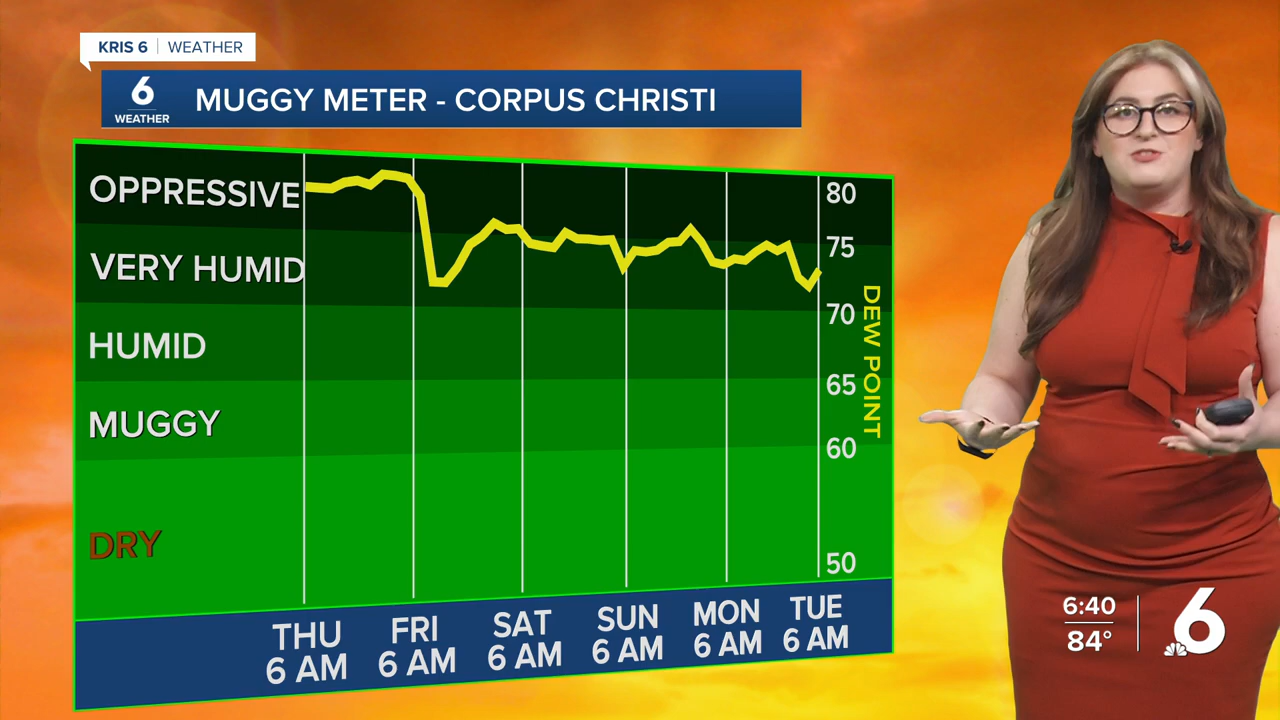 KRIS 6 | WEATHER
6
WEATHER
MUGGY METER - CORPUS CHRISTI
OPPRESSIVE
VERY HUMID
HUMID
MUGGY
DRY
80
75
70
65
60
50
DEW POINT
THU
6 AM
FRI
6 AM
SAT
6 AM
SUN
6 AM
MON
6 AM
TUE
6 AM
6:40
84°
6